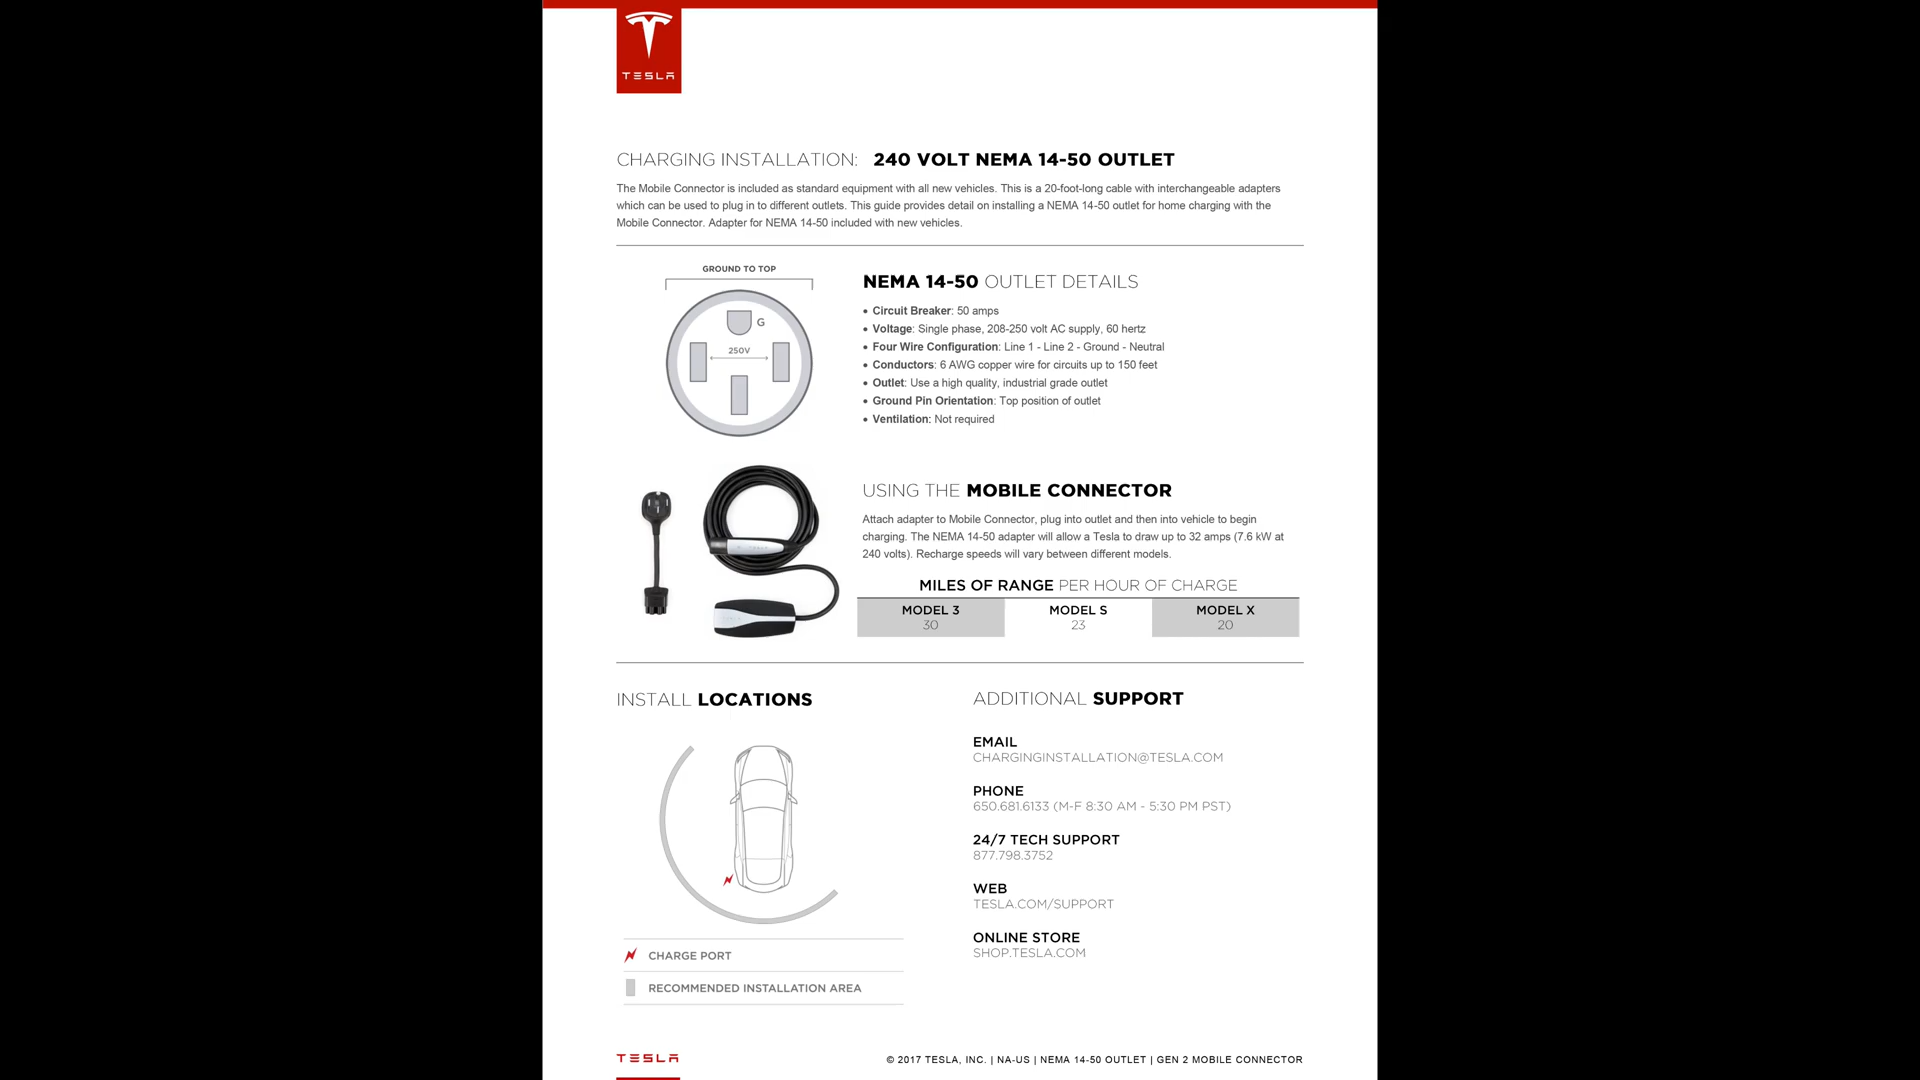 TESLA
CHARGING INSTALLATION: 240 VOLT NEMA 14-50 OUTLET
The Mobile Connector is included as standard equipment with all new vehicles. This is a 20-foot-long cable with interchangeable adapters
which can be used to plug in to different outlets. This guide provides detail on installing a NEMA 14-50 outlet for home charging with the
Mobile Connector. Adapter for NEMA 14-50 included with new vehicles.
GROUND TO TOP
G
250V
NEMA 14-50 OUTLET DETAILS
• Circuit Breaker: 50 amps
• Voltage: Single phase, 208-250 volt AC supply, 60 hertz
• Four Wire Configuration: Line 1 - Line 2 - Ground - Neutral
• Conductors: 6 AWG copper wire for circuits up to 150 feet
• Outlet: Use a high quality, industrial grade outlet
• Ground Pin Orientation: Top position of outlet
• Ventilation: Not required
USING THE MOBILE CONNECTOR
Attach adapter to Mobile Connector, plug into outlet and then into vehicle to begin
charging. The NEMA 14-50 adapter will allow a Tesla to draw up to 32 amps (7.6 kW at
240 volts). Recharge speeds will vary between different models.
MILES OF RANGE PER HOUR OF CHARGE
MODEL 3 MODEL S MODEL X
30 23 20
INSTALL LOCATIONS
CHARGE PORT
RECOMMENDED INSTALLATION AREA
ADDITIONAL SUPPORT
EMAIL
CHARGINGINSTALLATION@TESLA.COM
PHONE
650.681.6133 (M-F 8:30 AM - 5:30 PM PST)
24/7 TECH SUPPORT
877.798.3752
WEB
TESLA.COM/SUPPORT
ONLINE STORE
SHOP.TESLA.COM
TESLA
© 2017 TESLA, INC. | NA-US | NEMA 14-50 OUTLET | GEN 2 MOBILE CONNECTOR